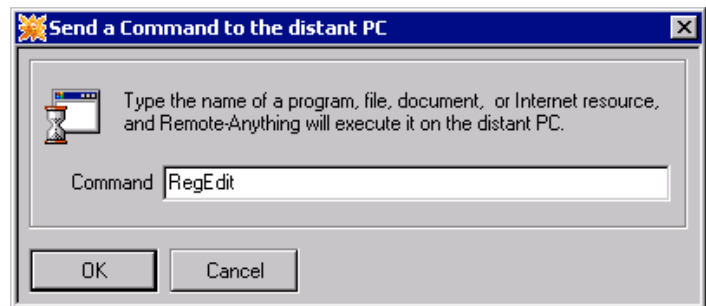 Send a Command to the distant PC
Type the name of a program, file, document, or Internet resource,
and Remote-Anything will execute it on the distant PC.
Command RegEdit
OK Cancel